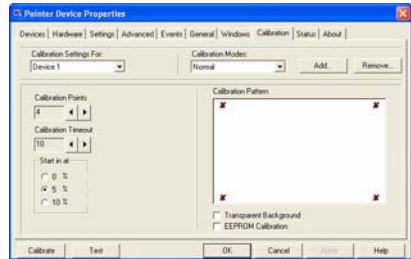 Pointer Device Properties
Devices Hardware Settings Advanced Events General Windows Calibration Status About
Calibration Settings For:
Device 1
Calibration Modes:
Normal
Add...
Remove...
Calibration Points
4
Calibration Timeout
10
Start in at
0 %
5 %
10 %
Calibration Pattern
Transparent Background
EEPROM Calibration
Calibrate Test OK Cancel Apply Help